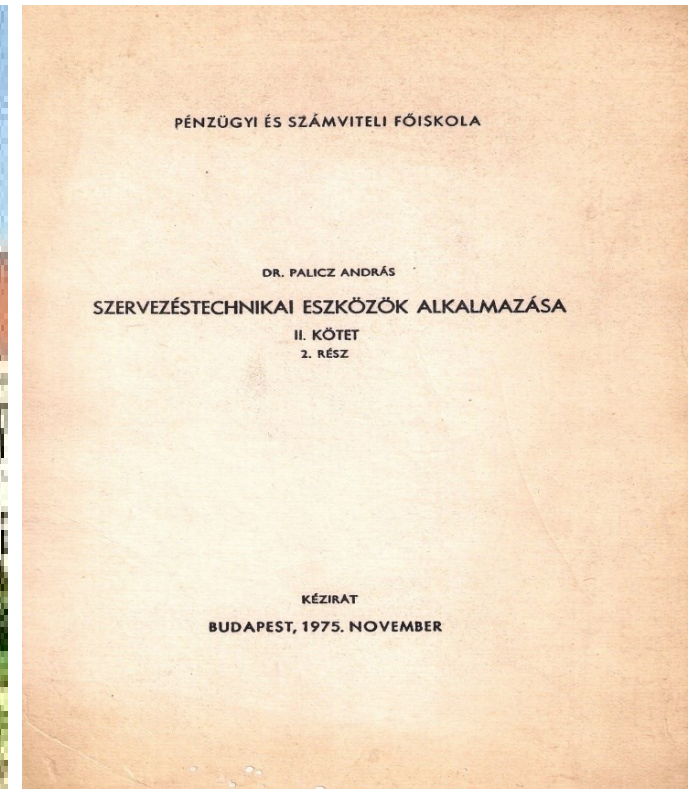 PÉNZÜGYI ÉS SZÁMVITELI FŐISKOLA
DR. PALICZ ANDRÁS
SZERVEZÉSTECHNIKAI ESZKÖZÖK ALKALMAZÁSA
II. KÖTET
2. RÉSZ
KÉZIRAT
BUDAPEST, 1975. NOVEMBER